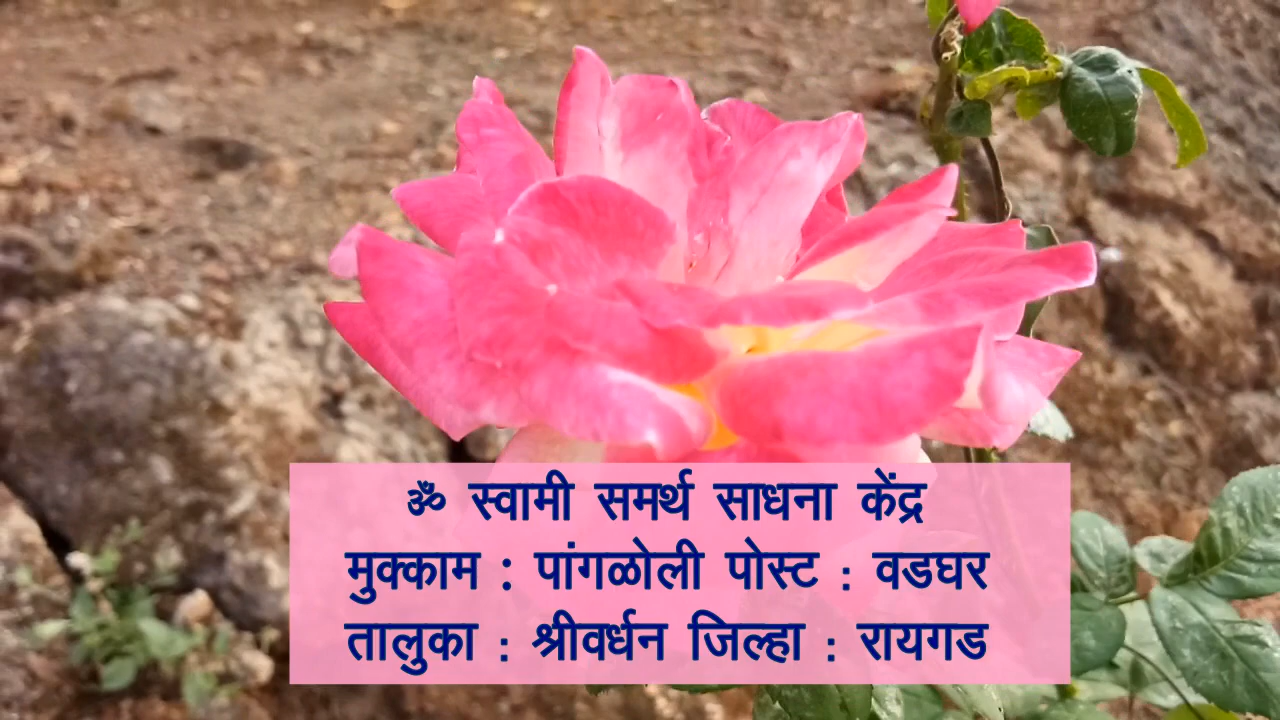 ॐ स्वामी समर्थ साधना केंद्र
मुक्काम : पांगळोली पोस्ट : वडघर
तालुका : श्रीवर्धन जिल्हा : रायगड